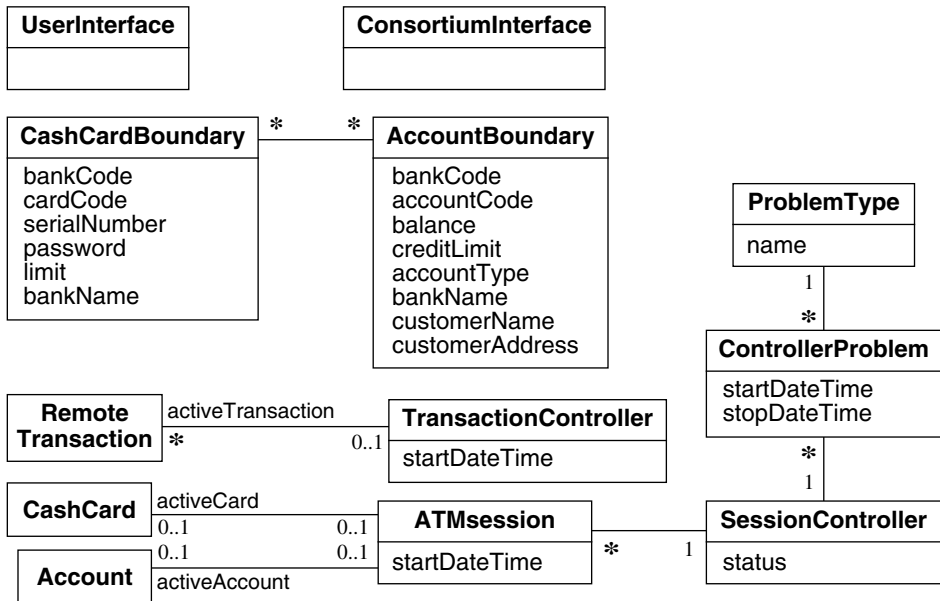 UserInterface
ConsortiumInterface
CashCardBoundary
bankCode
cardCode
serialNumber
password
limit
bankName
* *
AccountBoundary
bankCode
accountCode
balance
creditLimit
accountType
bankName
customerName
customerAddress
ProblemType
name
1
*
ControllerProblem
startDateTime
stopDateTime
*
1
Remote
Transaction
activeTransaction
* 0..1
TransactionController
startDateTime
CashCard
activeCard
0..1 0..1
Account
0..1 0..1
activeAccount
ATMsession
startDateTime
* 1
SessionController
status